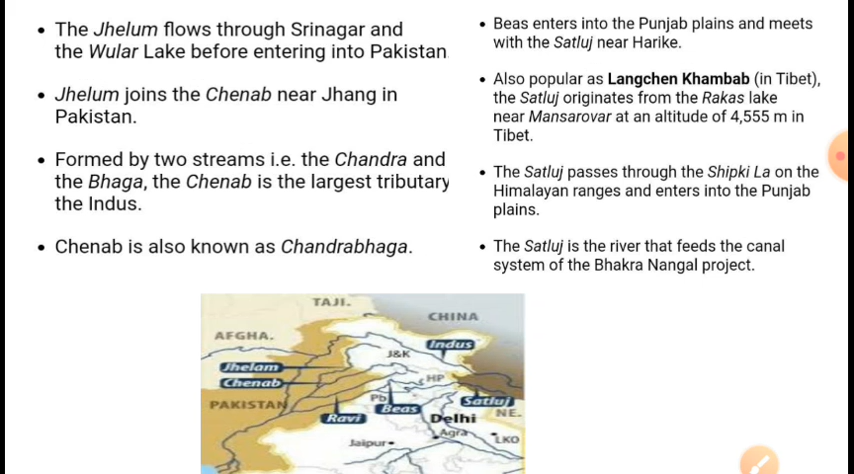 • The Jhelum flows through Srinagar and
the Wular Lake before entering into Pakistan
• Jhelum joins the Chenab near Jhang in
Pakistan.
• Formed by two streams i.e. the Chandra and
the Bhaga, the Chenab is the largest tributary
the Indus.
• Chenab is also known as Chandrabhaga.
• Beas enters into the Punjab plains and meets
with the Satluj near Harike.
• Also popular as Langchen Khambab (in Tibet),
the Satluj originates from the Rakas lake
near Mansarovar at an altitude of 4,555 m in
Tibet.
• The Satluj passes through the Shipki La on the
Himalayan ranges and enters into the Punjab
plains.
• The Satluj is the river that feeds the canal
system of the Bhakra Nangal project.
TAJI.
CHINA
AFGHA.
Indus
J&K
Jhelam
HP
Chenab
Pb
Satluj
PAKISTAN
Beas
NE.
Ravi
Delhi
Agra
LKO
Jaipur